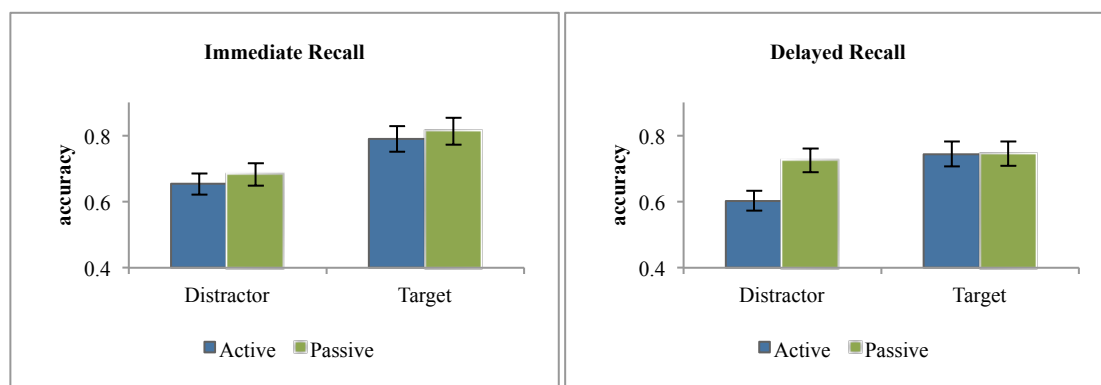 Immediate Recall
accuracy
0.8
0.6
0.4
Distractor Target
Active Passive
Delayed Recall
accuracy
0.8
0.6
0.4
Distractor Target
Active Passive